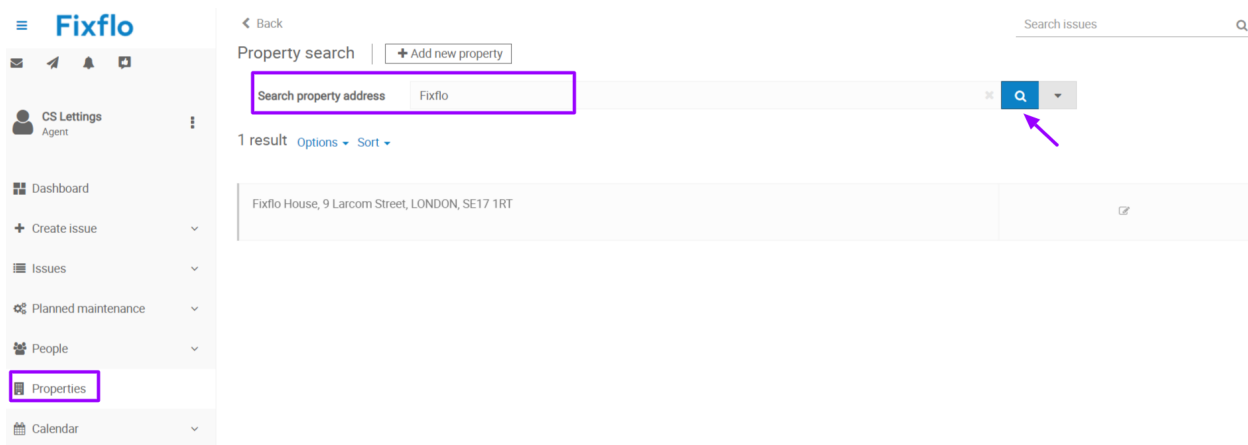 Fixflo
CS Lettings
Agent
Dashboard
Create issue
Issues
Planned maintenance
People
Properties
Calendar
Back
Search issues
Property search
Add new property
Search property address
Fixflo
1 result Options Sort
Fixflo House, 9 Larcom Street, LONDON, SE17 1RT